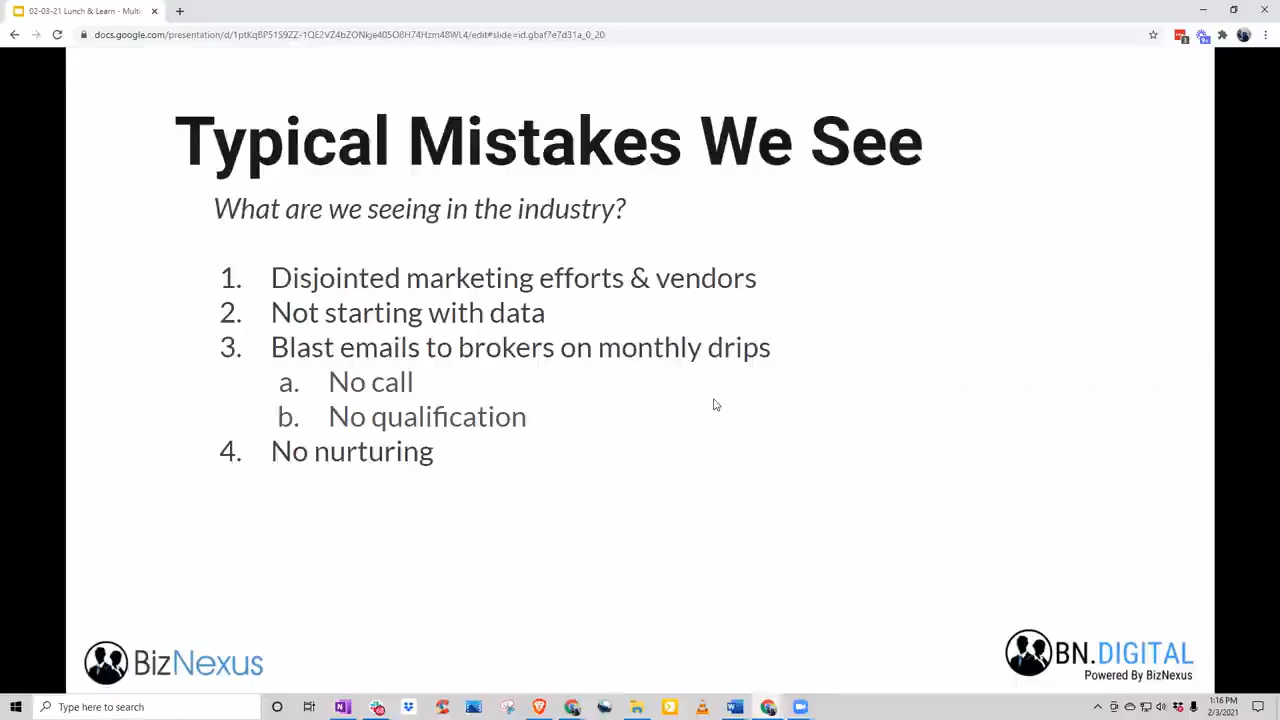 02-03-21 Lunch & Learn - Multi
docs.google.com/presentation/d/1ptKqBP51S9ZZ-1QE2VZ4bZONkje405O8H74Hzm48WL4/edit#slide=id.gbaf7e7d31a_0_20
Typical Mistakes We See
What are we seeing in the industry?
1. Disjointed marketing efforts & vendors
2. Not starting with data
3. Blast emails to brokers on monthly drips
a. No call
b. No qualification
4. No nurturing
BizNexus
BN.DIGITAL
Powered By BizNexus
Type here to search
1:16 PM
2/3/2021